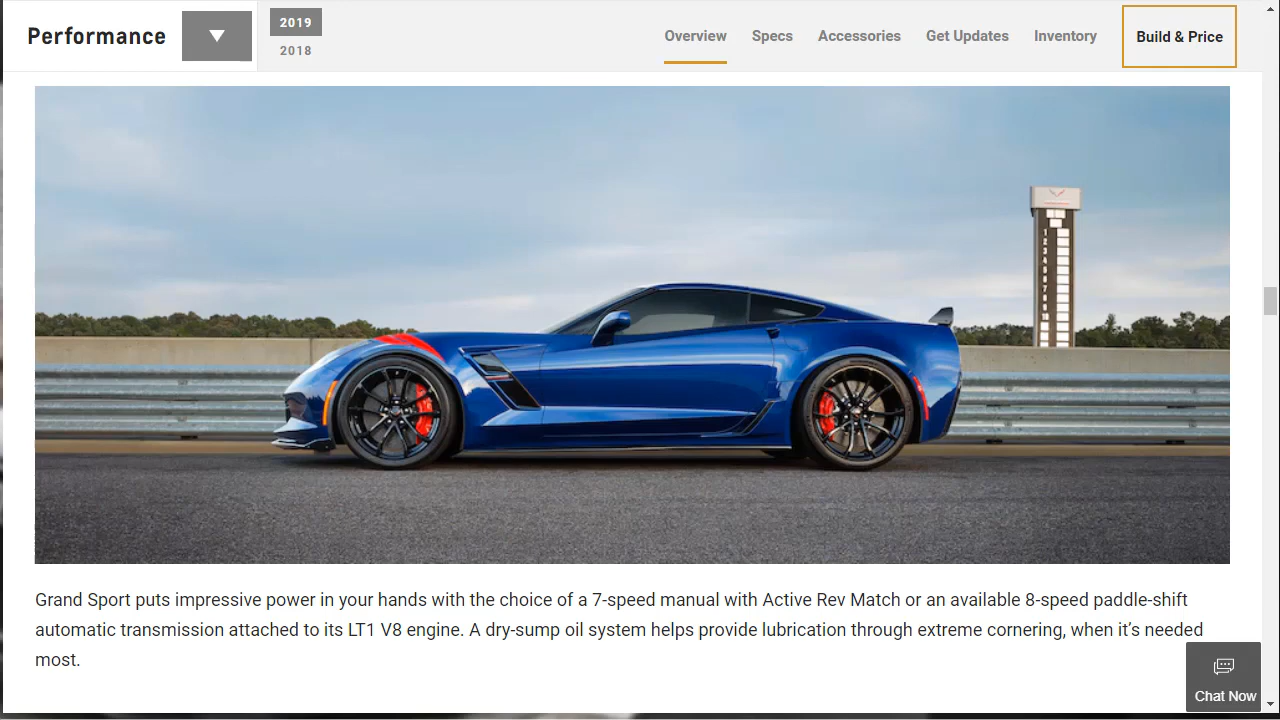 Performance
2019
2018
Overview
Specs
Accessories
Get Updates
Inventory
Build & Price
Grand Sport puts impressive power in your hands with the choice of a 7-speed manual with Active Rev Match or an available 8-speed paddle-shift
automatic transmission attached to its LT1 V8 engine. A dry-sump oil system helps provide lubrication through extreme cornering, when it’s needed
most.
Chat Now